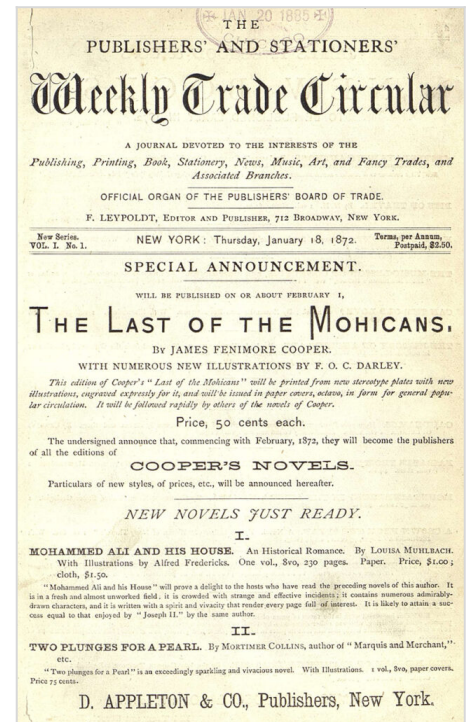 JAN 20 1885
THE
PUBLISHERS' AND STATIONERS'
Weekly Trade Circular
A JOURNAL DEVOTED TO THE INTERESTS OF THE
Publishing, Printing, Book, Stationery, News, Music, Art, and Fancy Trades, and
Associated Branches.
OFFICIAL ORGAN OF THE PUBLISHERS' BOARD OF TRADE.
F. LEYPOLDT, EDITOR AND PUBLISHER, 712 BROADWAY, NEW YORK.
New Series.
VOL. I. No. 1.
NEW YORK: Thursday, January 18, 1872.
Terms, per Annum,
Postpaid, $2.50.
SPECIAL ANNOUNCEMENT.
WILL BE PUBLISHED ON OR ABOUT FEBRUARY 1,
THE LAST OF THE MOHICANS.
By JAMES FENIMORE COOPER.
WITH NUMEROUS NEW ILLUSTRATIONS BY F. O. C. DARLEY.
This edition of Cooper's "Last of the Mohicans" will be printed from new stereotype plates with new
illustrations, engraved expressly for it, and will be issued in paper covers, octavo, in form for general popu-
lar circulation. It will be followed rapidly by others of the novels of Cooper.
Price, 50 cents each.
The undersigned announce that, commencing with February, 1872, they will become the publishers
of all the editions of
COOPER'S NOVELS.
Particulars of new styles, of prices, etc., will be announced hereafter.
NEW NOVELS JUST READY.
I.
MOHAMMED ALI AND HIS HOUSE. An Historical Romance. By LOUISA MUHLBACH.
With Illustrations by Alfred Fredericks. One vol., 8vo, 230 pages. Paper. Price, $1.00;
cloth, $1.50.
"Mohammed Ali and his House" will prove a delight to the hosts who have read the preceding novels of this author. It
is in a fresh and almost unworked field, it is crowded with strange and effective incidents; it contains numerous admirably-
drawn characters, and it is written with a spirit and vivacity that render every page full of interest. It is likely to attain a suc-
cess equal to that enjoyed by "Joseph II." by the same author.
II.
TWO PLUNGES FOR A PEARL. By MORTIMER COLLINS, author of "Marquis and Merchant,"
etc.
"Two plunges for a Pearl" is an exceedingly sparkling and vivacious novel. With Illustrations. 1 vol., 8vo, paper covers.
Price 75 cents.
D. APPLETON & CO., Publishers, New York.